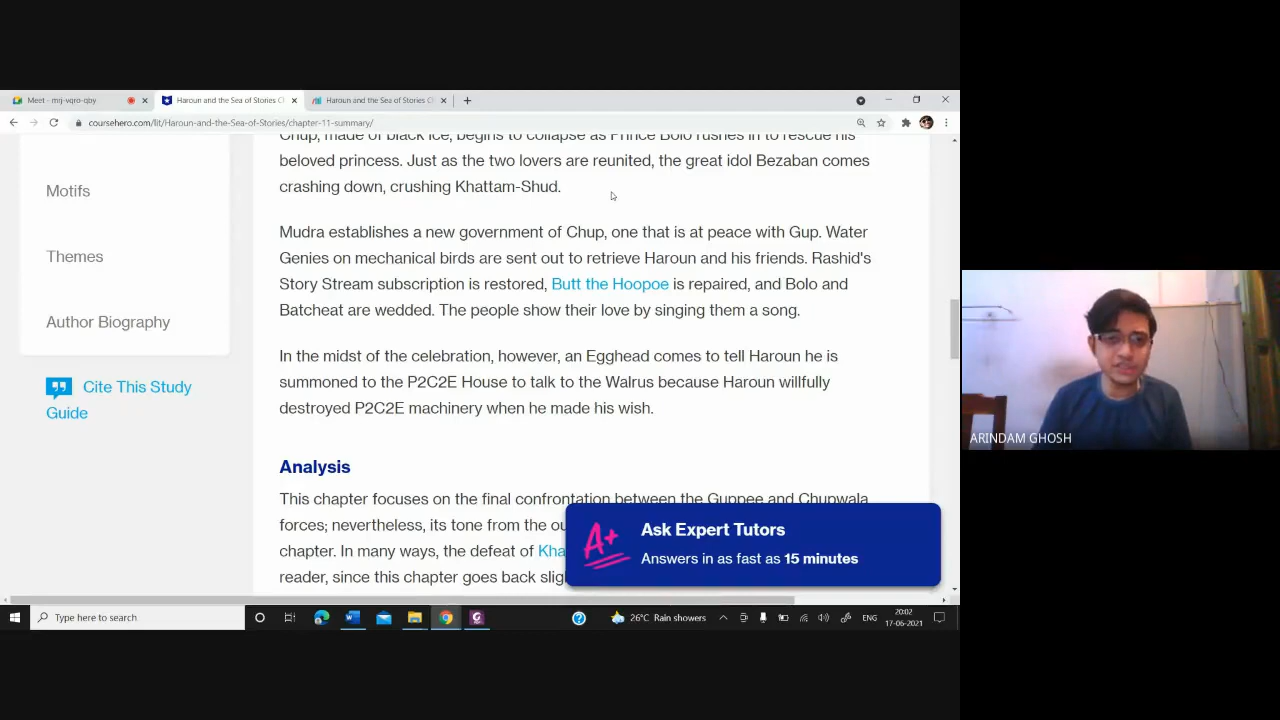 Meet - mrj-vqro-qby
Haroun and the Sea of Stories C
Haroun and the Sea of Stories C
coursehero.com/lit/Haroun-and-the-Sea-of-Stories/chapter-11-summary/
Motifs
Themes
Author Biography
Cite This Study
Guide
Chup, made of black ice, begins to collapse as Prince Bolo rushes in to rescue his
beloved princess. Just as the two lovers are reunited, the great idol Bezaban comes
crashing down, crushing Khattam-Shud.
Mudra establishes a new government of Chup, one that is at peace with Gup. Water
Genies on mechanical birds are sent out to retrieve Haroun and his friends. Rashid's
Story Stream subscription is restored, Butt the Hoopoe is repaired, and Bolo and
Batcheat are wedded. The people show their love by singing them a song.
In the midst of the celebration, however, an Egghead comes to tell Haroun he is
summoned to the P2C2E House to talk to the Walrus because Haroun willfully
destroyed P2C2E machinery when he made his wish.
Analysis
This chapter focuses on the final confrontation between the Guppee and Chupwala
forces; nevertheless, its tone from the ou
chapter. In many ways, the defeat of Kha
reader, since this chapter goes back sligh
A+
Ask Expert Tutors
Answers in as fast as 15 minutes
ARINDAM GHOSH
Type here to search
26°C Rain showers
ENG
20:02
17-06-2021